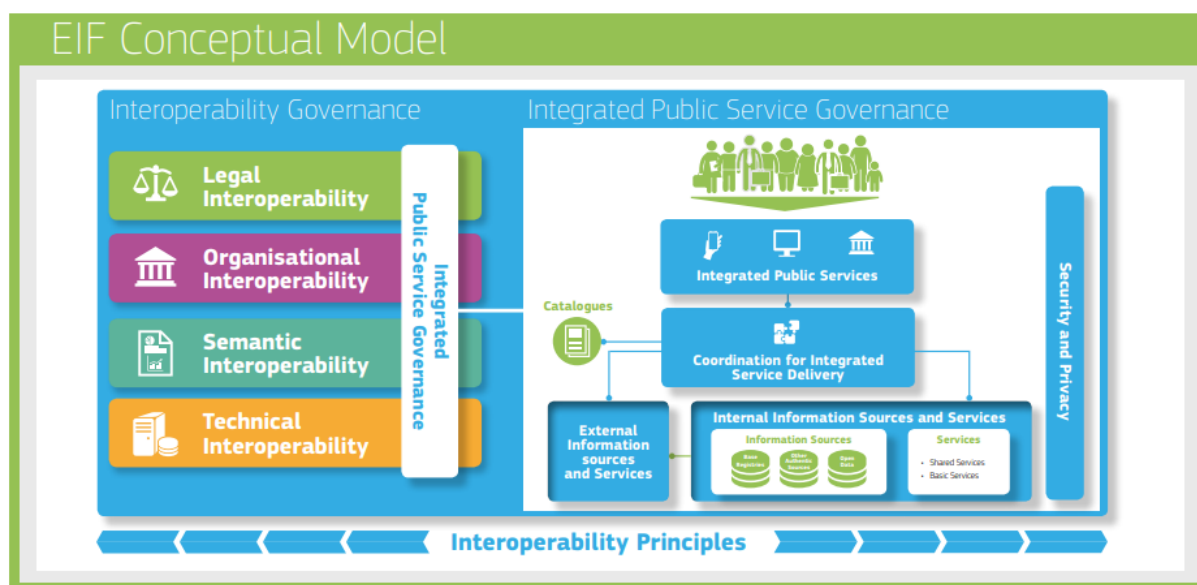 EIF Conceptual Model
Interoperability Governance
Legal
Interoperability
Organisational
Interoperability
Semantic
Interoperability
Technical
Interoperability
Integrated
Public Service Governance
Integrated Public Service Governance
Integrated Public Services
Catalogues
Coordination for Integrated
Service Delivery
External
Information
sources
and Services
Internal Information Sources and Services
Information Sources
Base
Registries
Other
Authentic
Sources
Open
Data
Services
• Shared Services
• Basic Services
Security and Privacy
Interoperability Principles